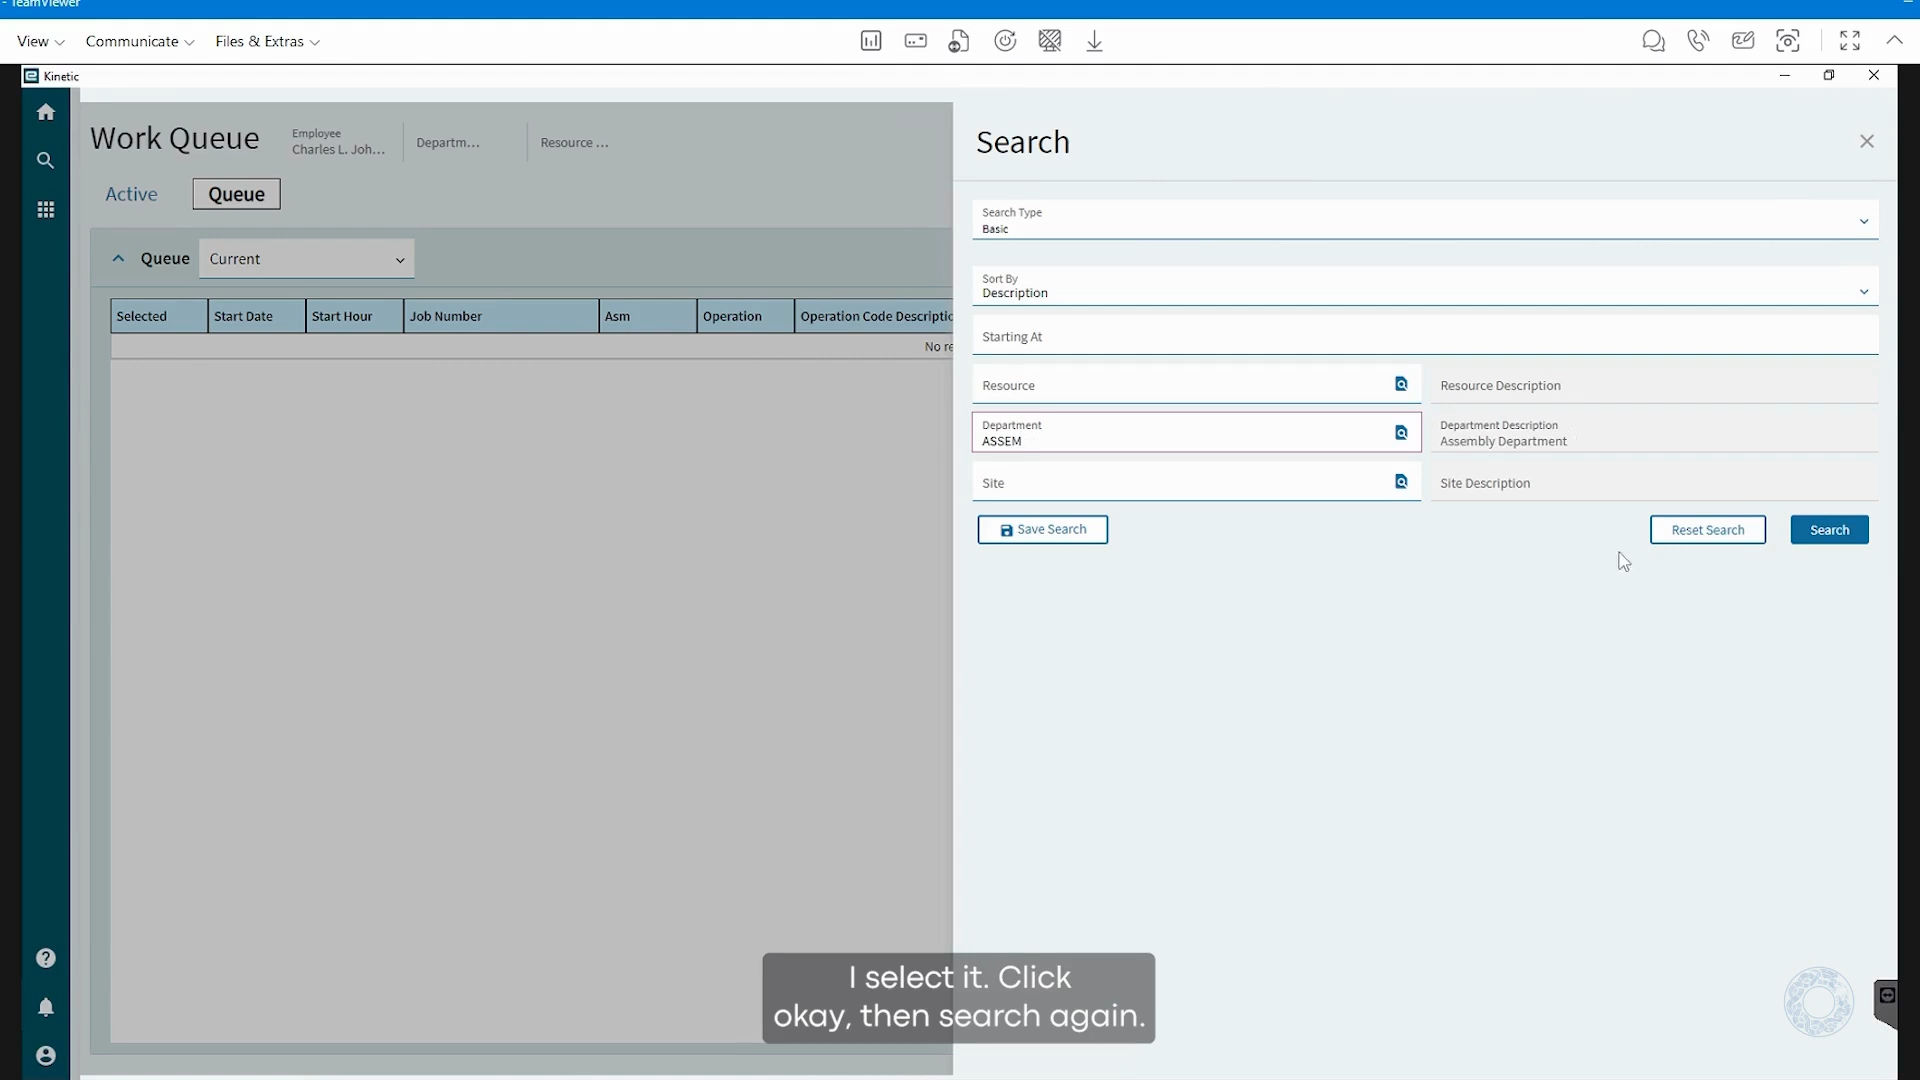 - TeamViewer
View
Communicate
Files & Extras
Kinetic
Work Queue
Employee
Charles L. Joh...
Departm...
Resource ...
Active
Queue
Queue
Current
Selected
Start Date
Start Hour
Job Number
Asm
Operation
Operation Code Descriptio
No re
Search
Search Type
Basic
Sort By
Description
Starting At
Resource
Resource Description
Department
ASSEM
Department Description
Assembly Department
Site
Site Description
Save Search
Reset Search
Search
I select it. Click
okay, then search again.